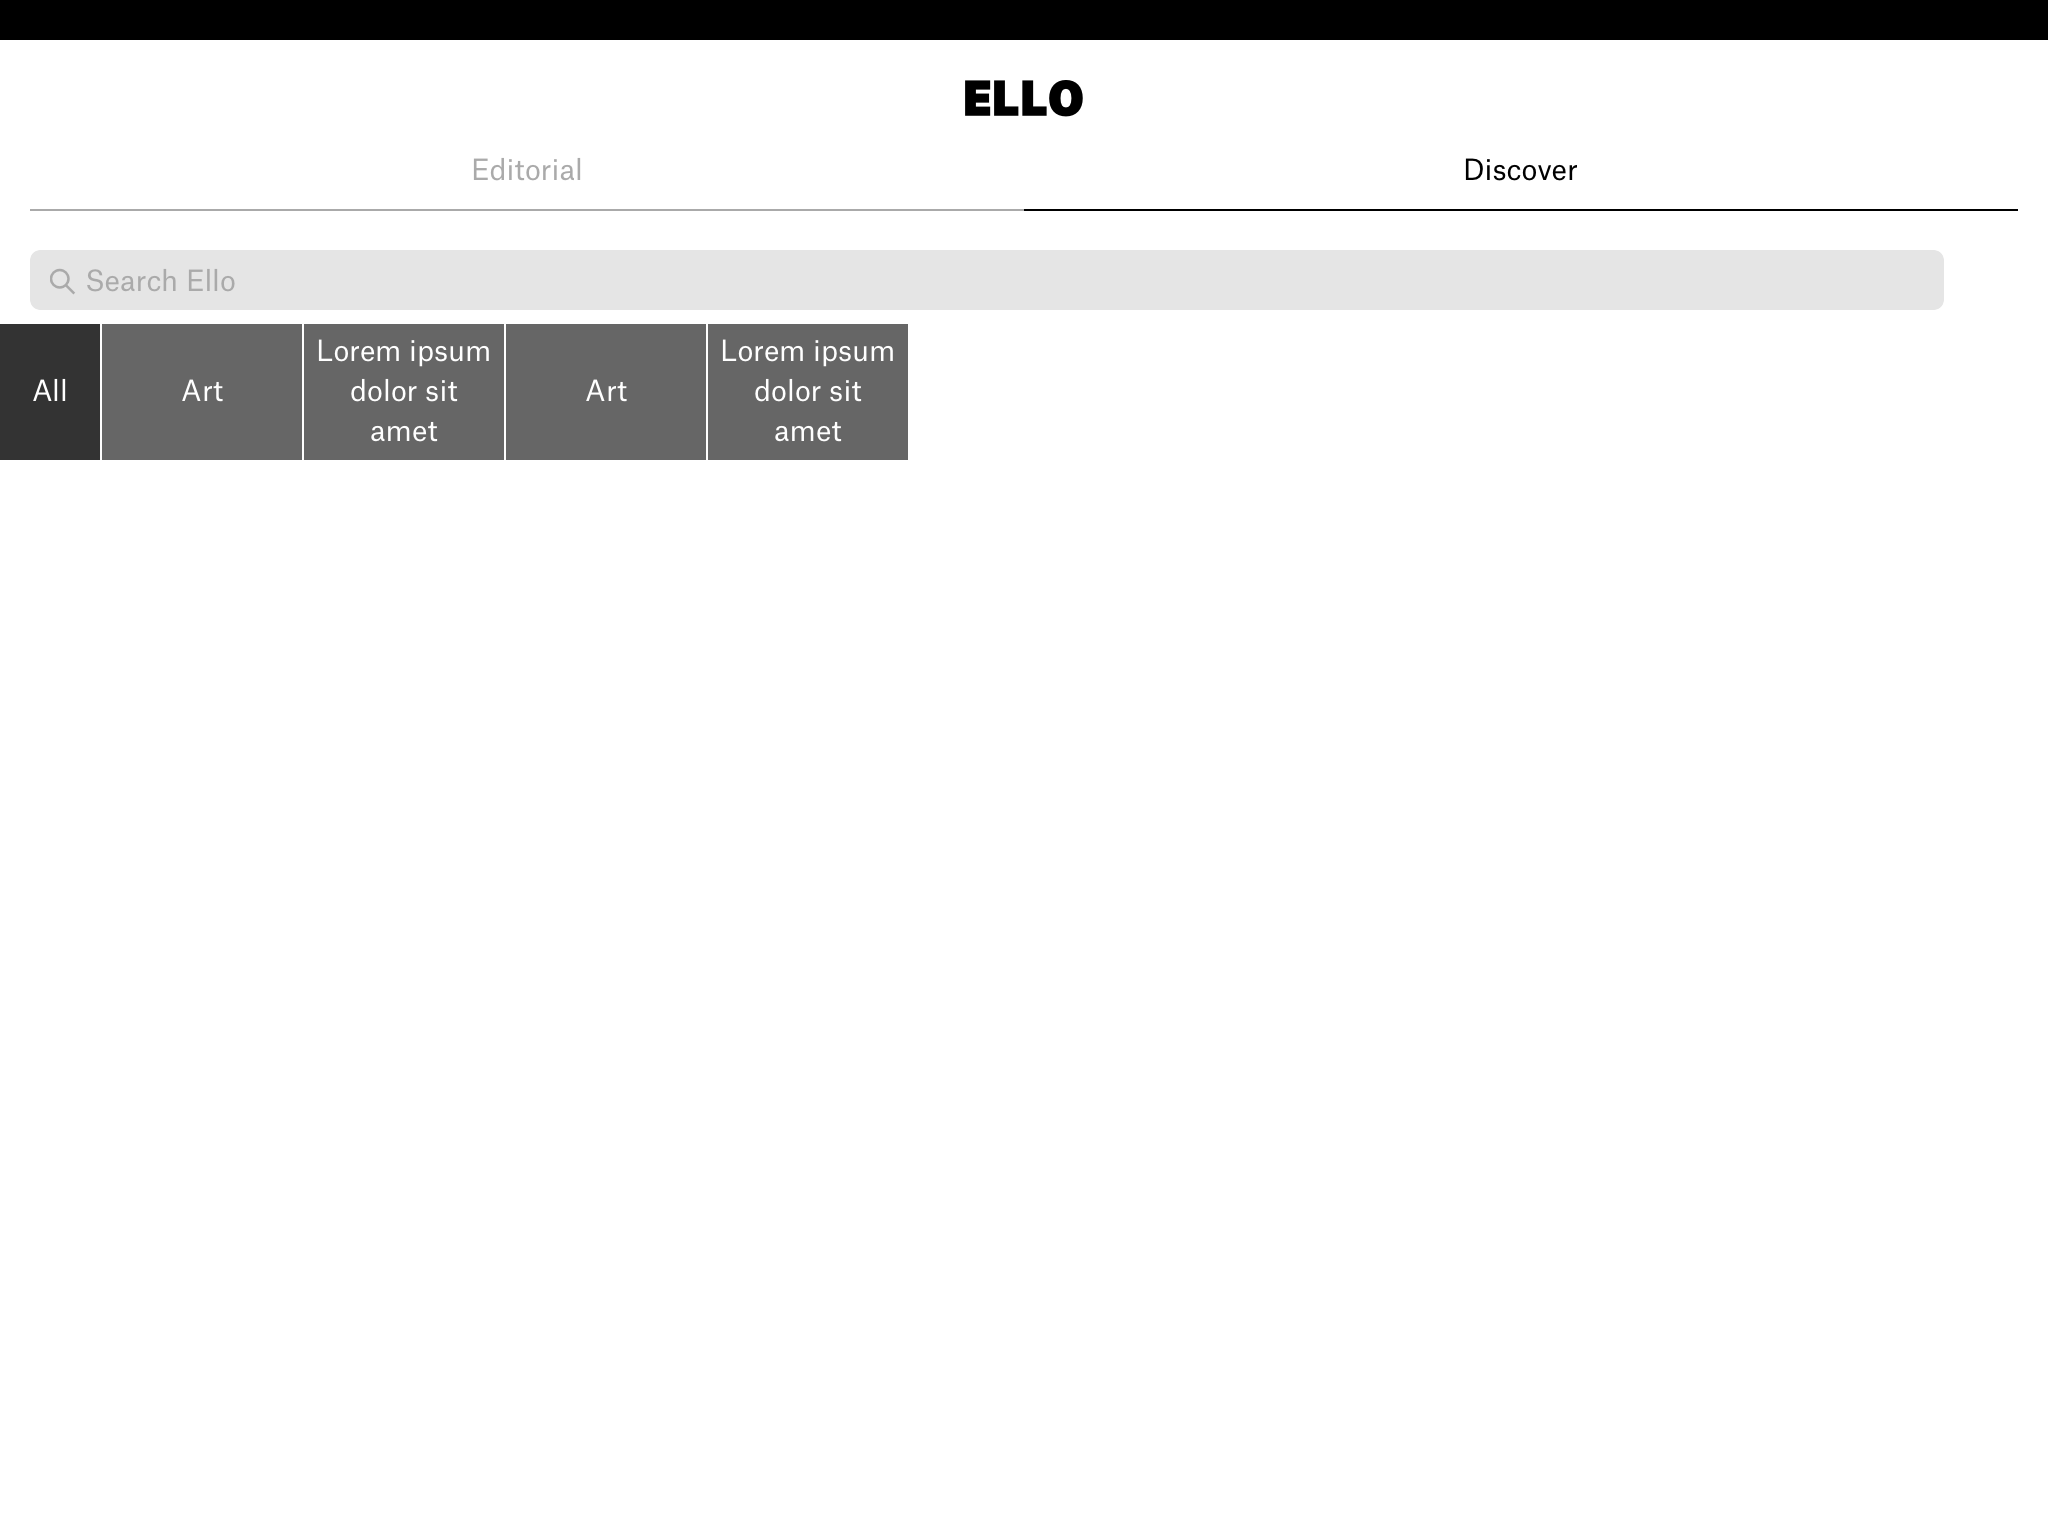 ELLO
Editorial
Discover
Search Ello
All
Art
Lorem ipsum
dolor sit
amet
Art
Lorem ipsum
dolor sit
amet